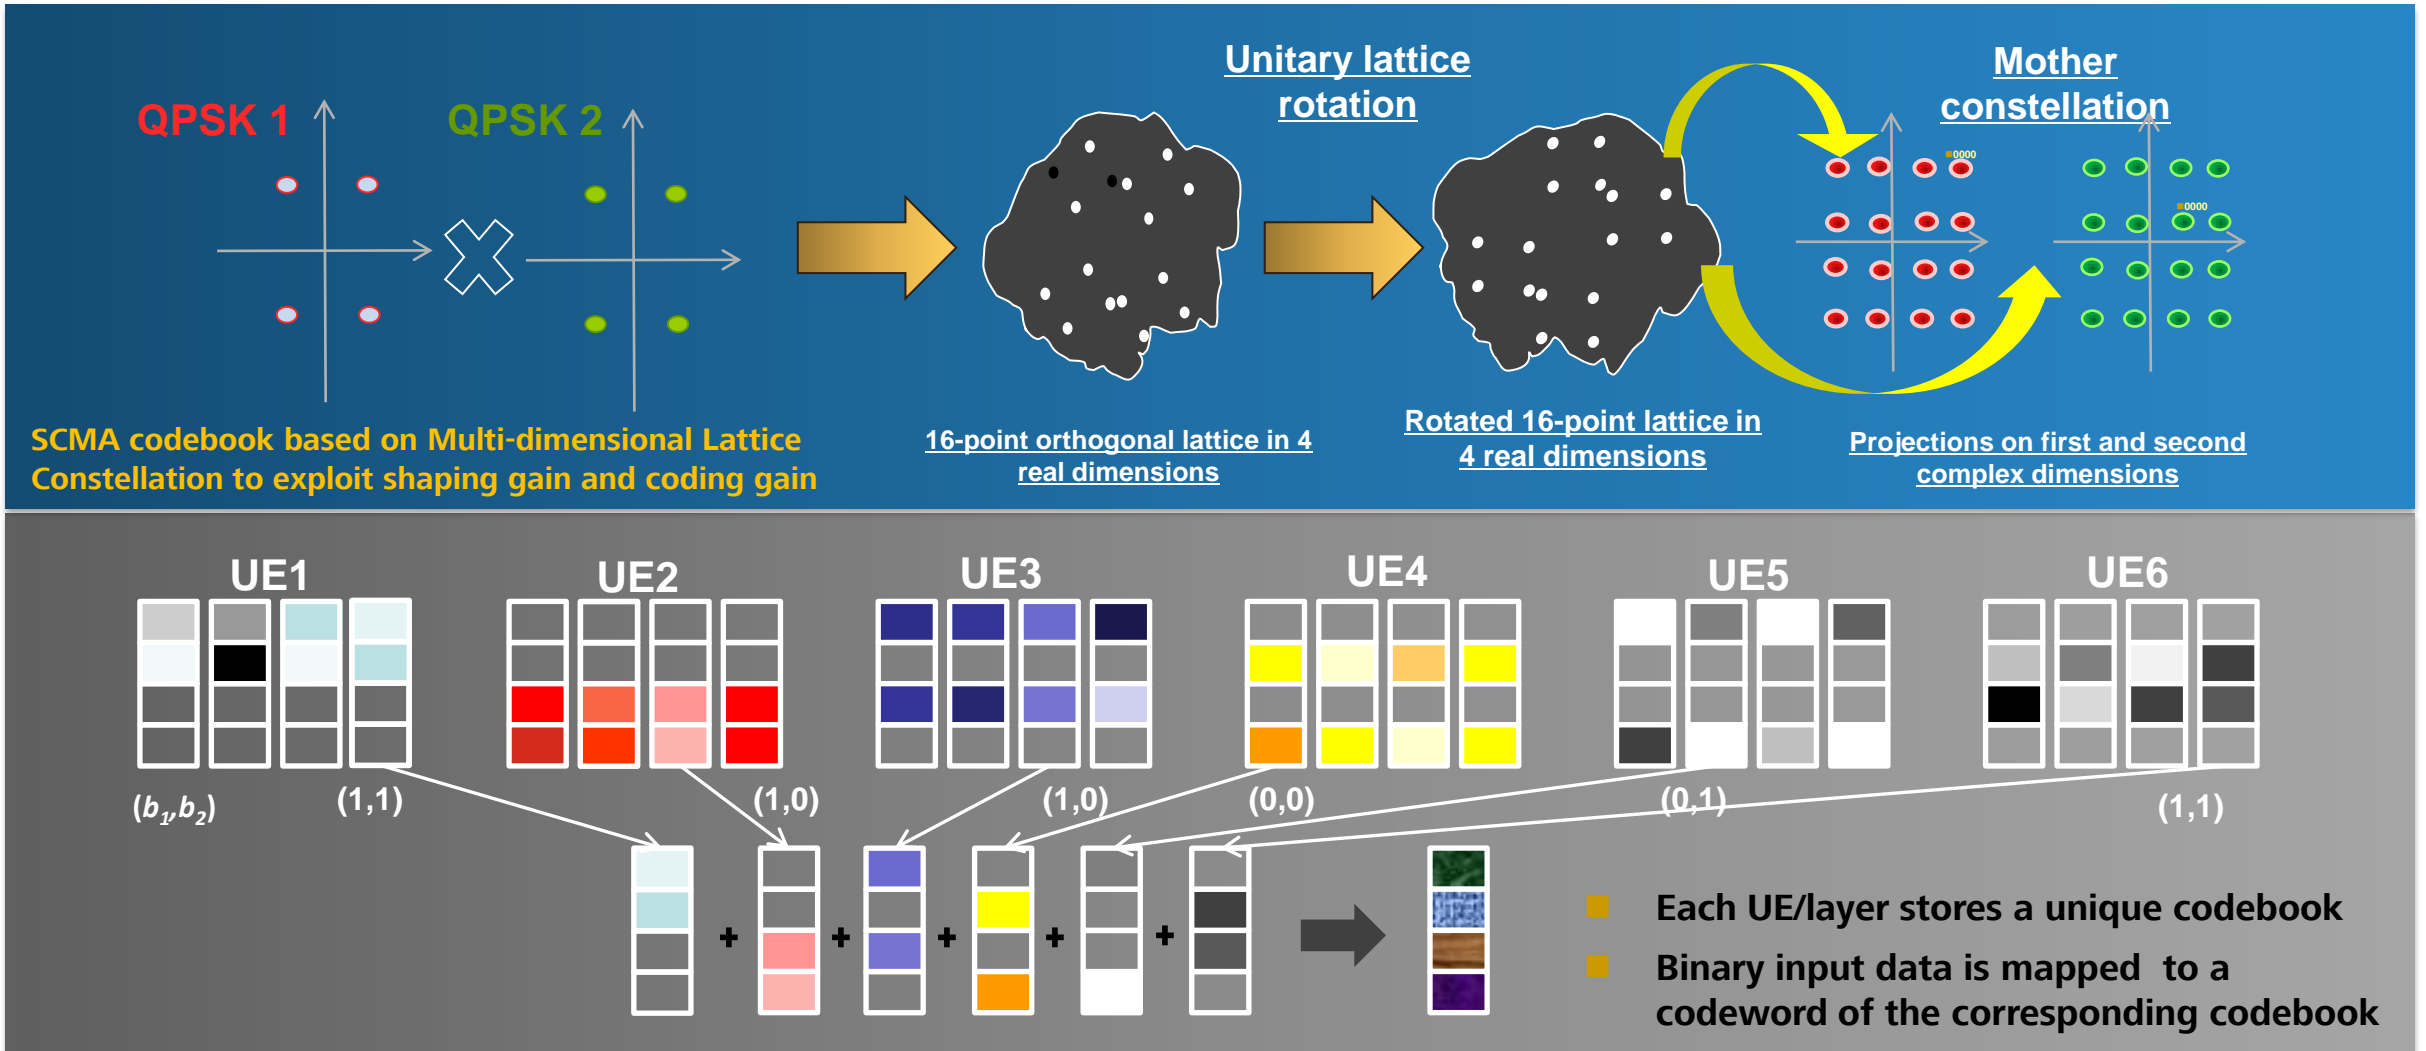 QPSK 1
QPSK 2
Unitary lattice
rotation
Mother
constellation
0000
0000
SCMA codebook based on Multi-dimensional Lattice
Constellation to exploit shaping gain and coding gain
16-point orthogonal lattice in 4
real dimensions
Rotated 16-point lattice in
4 real dimensions
Projections on first and second
complex dimensions
UE1
UE2
UE3
UE4
UE5
UE6
(b1,b2)
(1,1)
(1,0)
(1,0)
(0,0)
(0,1)
(1,1)
+ + + + +
Each UE/layer stores a unique codebook
Binary input data is mapped to a
codeword of the corresponding codebook